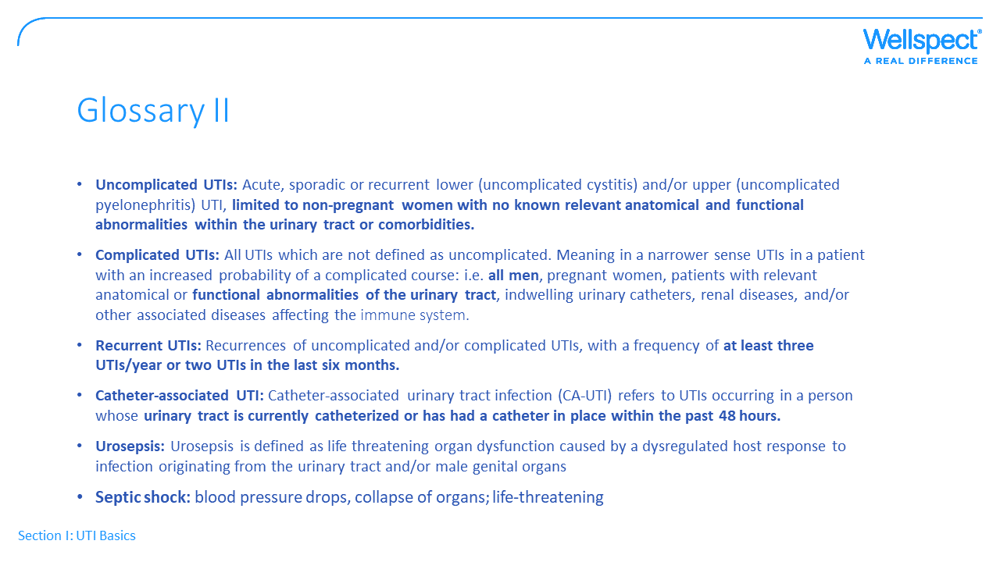 Wellspect®
A REAL DIFFERENCE
Glossary II
• Uncomplicated UTIs: Acute, sporadic or recurrent lower (uncomplicated cystitis) and/or upper (uncomplicated
pyelonephritis) UTI, limited to non-pregnant women with no known relevant anatomical and functional
abnormalities within the urinary tract or comorbidities.
• Complicated UTIs: All UTIs which are not defined as uncomplicated. Meaning in a narrower sense UTIs in a patient
with an increased probability of a complicated course: i.e. all men, pregnant women, patients with relevant
anatomical or functional abnormalities of the urinary tract, indwelling urinary catheters, renal diseases, and/or
other associated diseases affecting the immune system.
• Recurrent UTIs: Recurrences of uncomplicated and/or complicated UTIs, with a frequency of at least three
UTIs/year or two UTIs in the last six months.
• Catheter-associated UTI: Catheter-associated urinary tract infection (CA-UTI) refers to UTIs occurring in a person
whose urinary tract is currently catheterized or has had a catheter in place within the past 48 hours.
• Urosepsis: Urosepsis is defined as life threatening organ dysfunction caused by a dysregulated host response to
infection originating from the urinary tract and/or male genital organs
• Septic shock: blood pressure drops, collapse of organs; life-threatening
Section I: UTI Basics